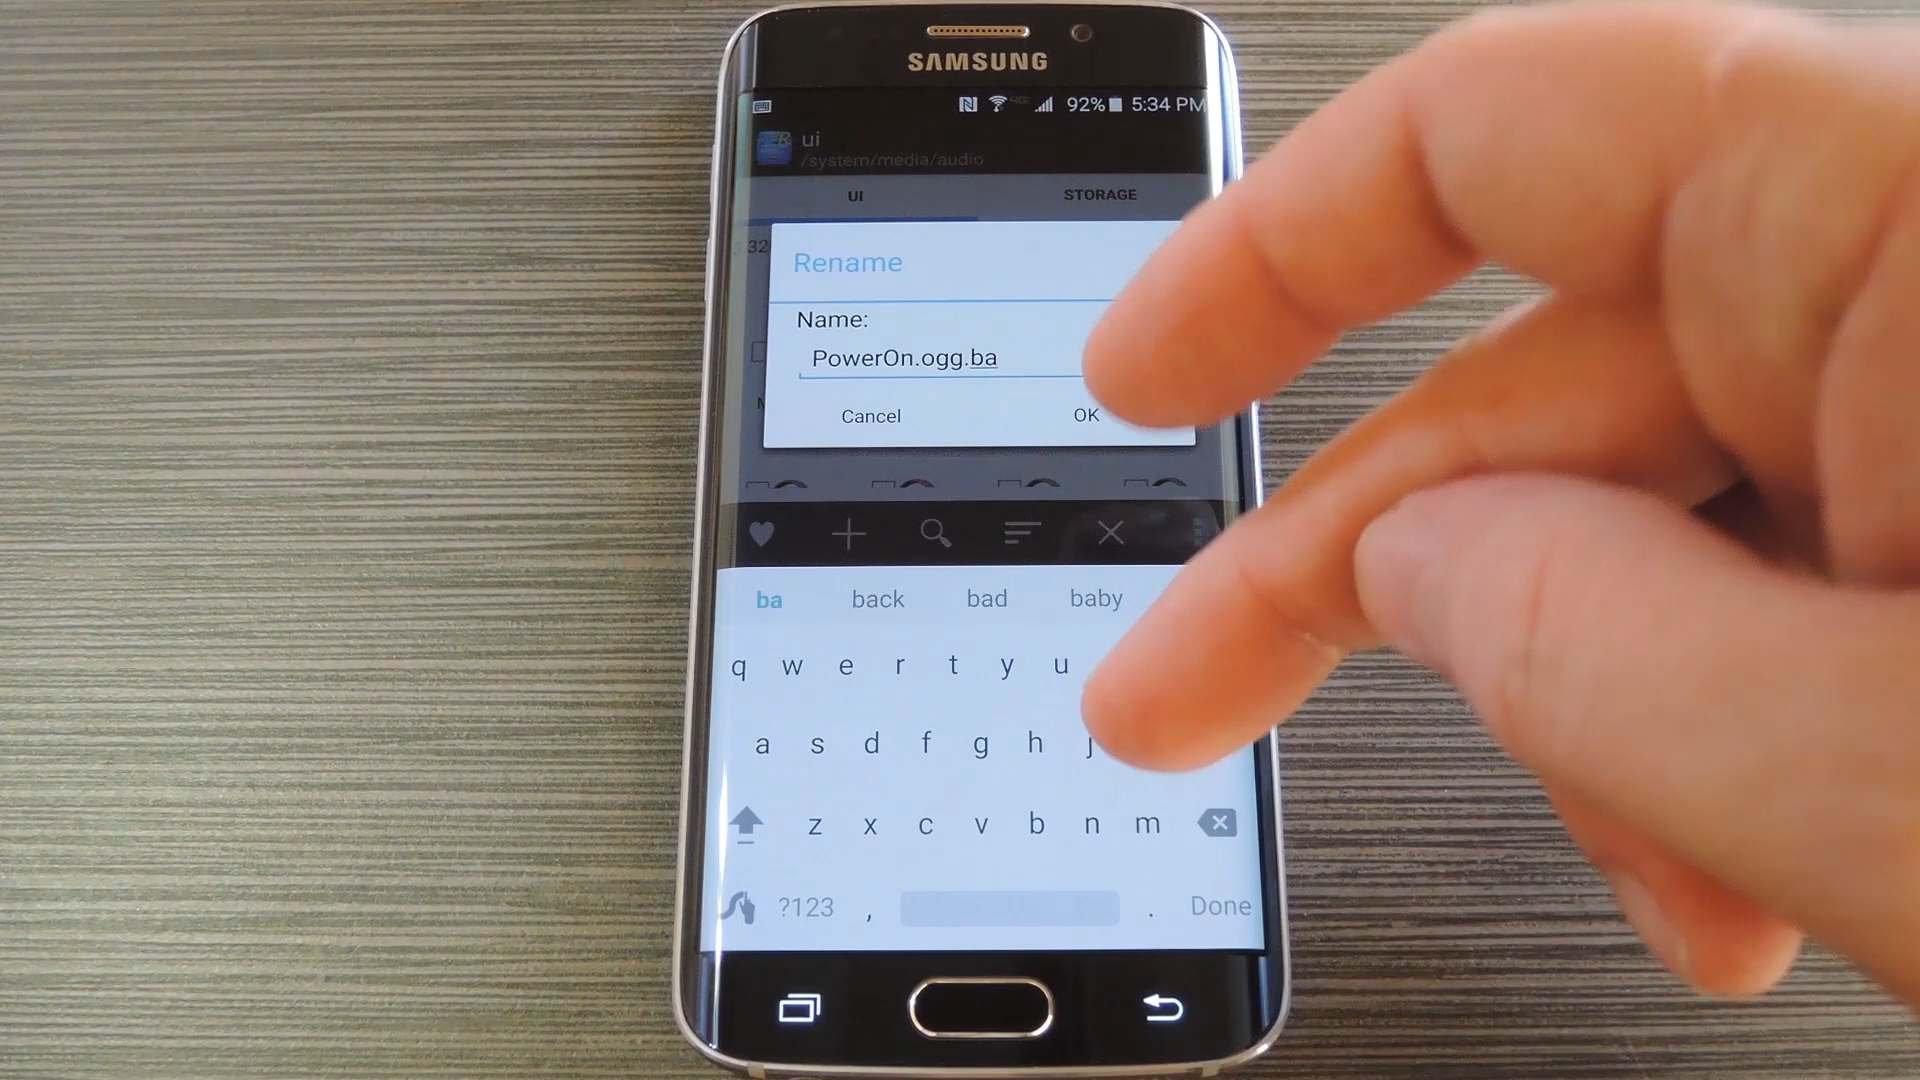 SAMSUNG
92% 5:34 PM
ui
/system/media/audio
UI STORAGE
32
Rename
Name:
PowerOn.ogg.ba
Cancel OK
ba back bad baby
q w e r t y u
a s d f g h j
z x c v b n m
?123 , . Done